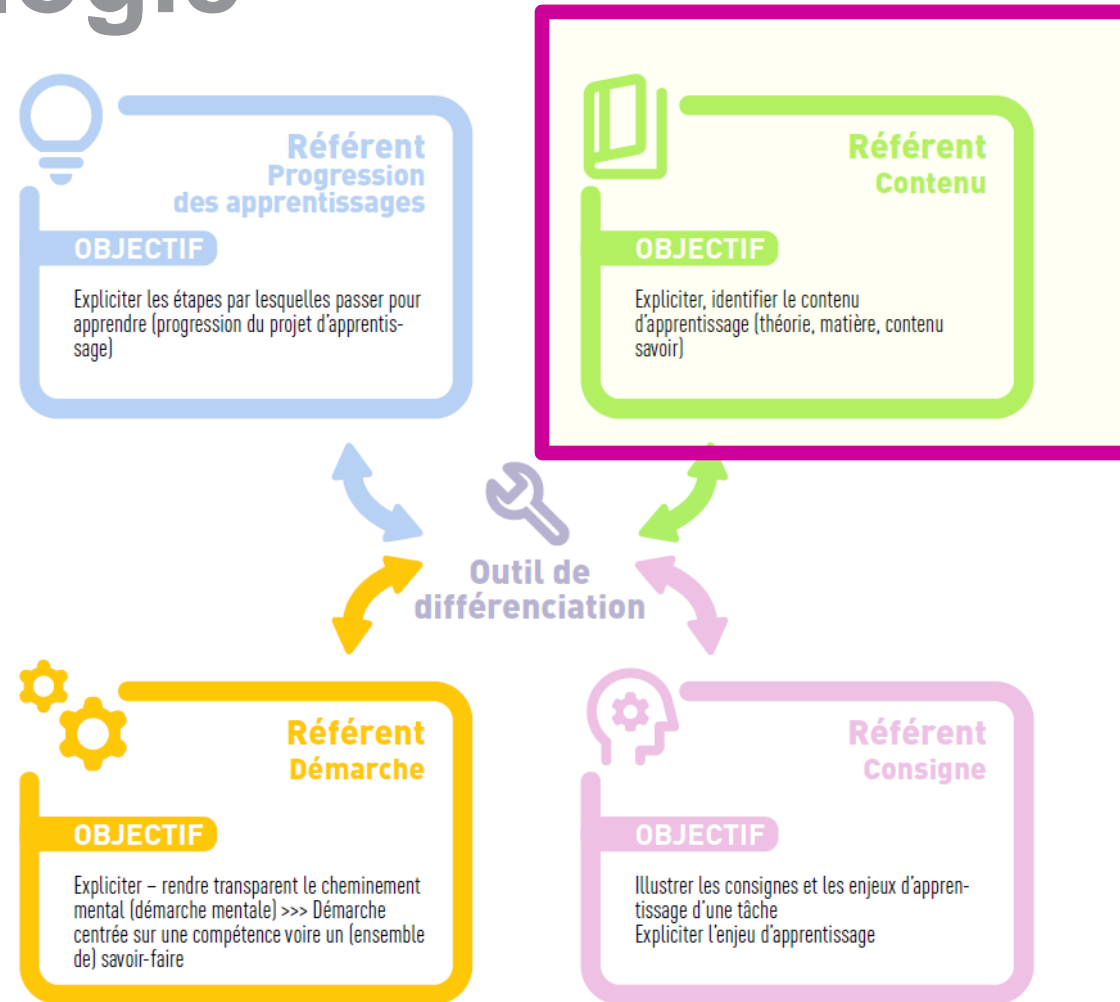 Référent
Progression
des apprentissages
OBJECTIF
Expliciter les étapes par lesquelles passer pour
apprendre (progression du projet d'apprentis-
sage)
Référent
Contenu
OBJECTIF
Expliciter, identifier le contenu
d'apprentissage (théorie, matière, contenu
savoir)
Outil de
différenciation
Référent
Démarche
OBJECTIF
Expliciter – rendre transparent le cheminement
mental (démarche mentale) >>> Démarche
centrée sur une compétence voire un (ensemble
de) savoir-faire
Référent
Consigne
OBJECTIF
Illustrer les consignes et les enjeux d'appren-
tissage d'une tâche
Expliciter l'enjeu d'apprentissage